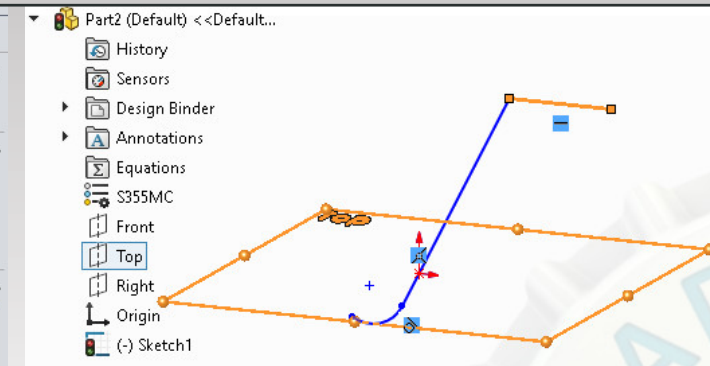 Part2 (Default) <<Default...
History
Sensors
Design Binder
Annotations
Equations
S355MC
Front
Top
Right
Origin
(-) Sketch1